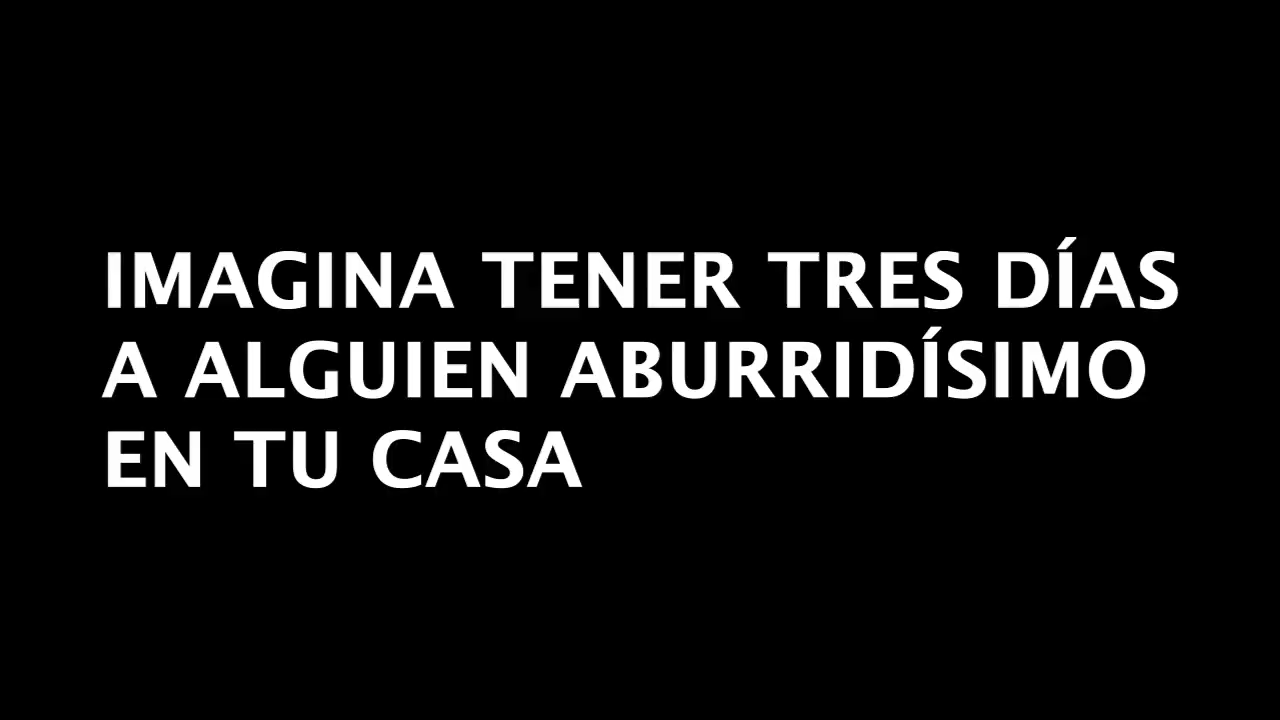 IMAGINA TENER TRES DÍAS
A ALGUIEN ABURRIDÍSIMO
EN TU CASA